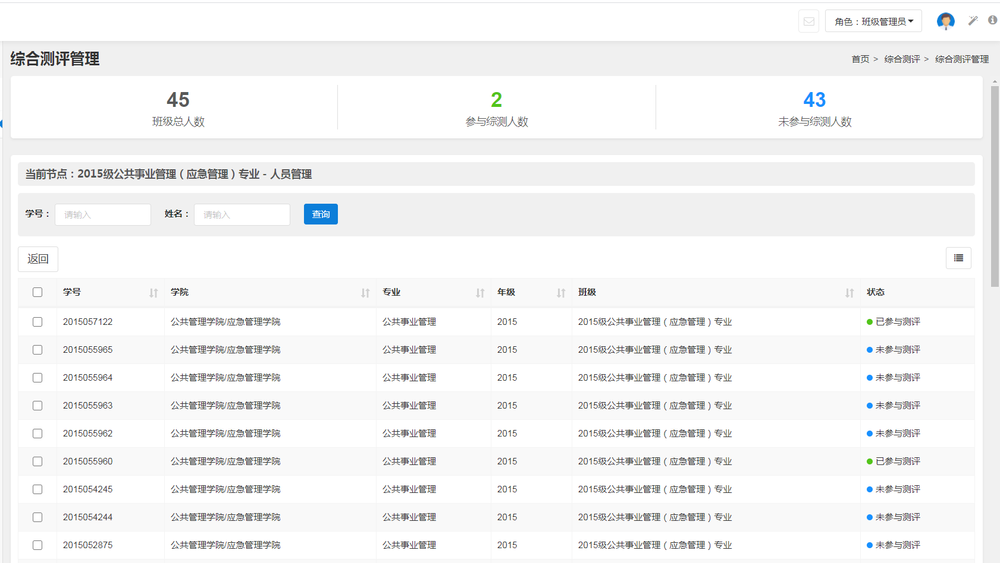 角色：班级管理员
综合测评管理
首页 > 综合测评 > 综合测评管理
45
班级总人数
2
参与综测人数
43
未参与综测人数
当前节点：2015级公共事业管理（应急管理）专业 - 人员管理
学号： 请输入 姓名： 请输入 查询
返回
学号 学院 专业 年级 班级 状态
2015057122 公共管理学院/应急管理学院 公共事业管理 2015 2015级公共事业管理（应急管理）专业 已参与测评
2015055965 公共管理学院/应急管理学院 公共事业管理 2015 2015级公共事业管理（应急管理）专业 未参与测评
2015055964 公共管理学院/应急管理学院 公共事业管理 2015 2015级公共事业管理（应急管理）专业 未参与测评
2015055963 公共管理学院/应急管理学院 公共事业管理 2015 2015级公共事业管理（应急管理）专业 未参与测评
2015055962 公共管理学院/应急管理学院 公共事业管理 2015 2015级公共事业管理（应急管理）专业 未参与测评
2015055960 公共管理学院/应急管理学院 公共事业管理 2015 2015级公共事业管理（应急管理）专业 已参与测评
2015054245 公共管理学院/应急管理学院 公共事业管理 2015 2015级公共事业管理（应急管理）专业 未参与测评
2015054244 公共管理学院/应急管理学院 公共事业管理 2015 2015级公共事业管理（应急管理）专业 未参与测评
2015052875 公共管理学院/应急管理学院 公共事业管理 2015 2015级公共事业管理（应急管理）专业 未参与测评